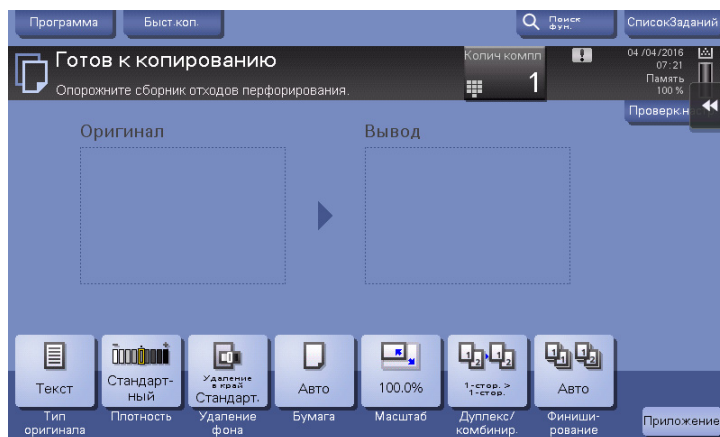 Программа
Быст.коп.
Поиск
фун.
СписокЗаданий
Готов к копированию
Опорожните сборник отходов перфорирования.
Колич компл
1
04/04/2016
07:21
Память
100 %
Проверк.н
Оригинал
Вывод
Текст
Стандарт-
ный
Удаление
в край
Стандарт.
Авто
100.0%
1-стор. >
1-стор.
Авто
Тип
оригинала
Плотность
Удаление
фона
Бумага
Масштаб
Дуплекс/
комбинир.
Финиши-
рование
Приложение